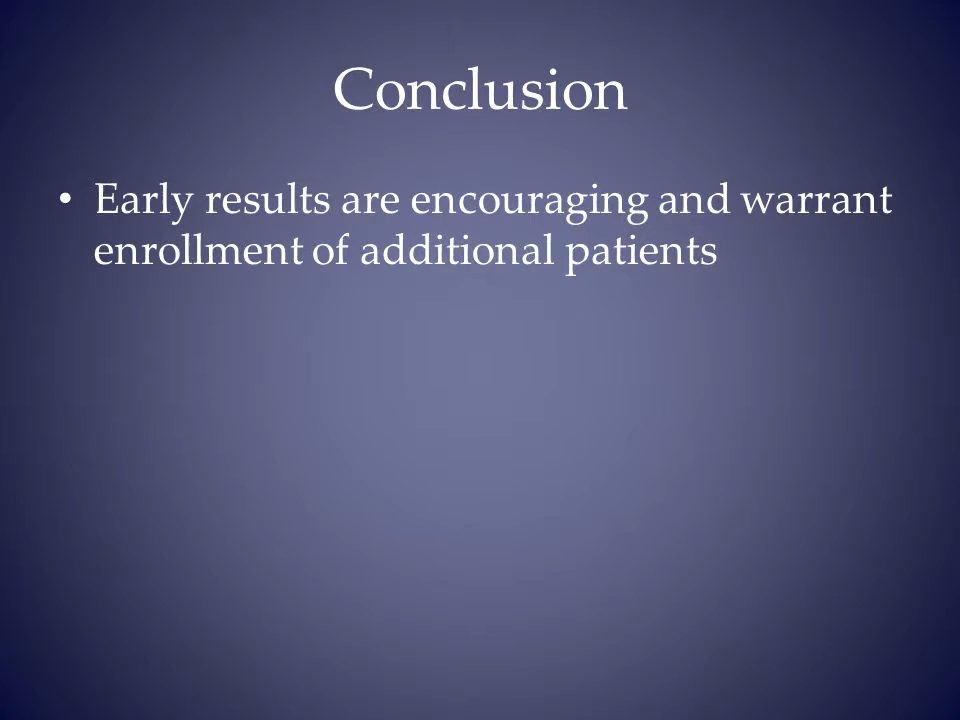 Conclusion
• Early results are encouraging and warrant
enrollment of additional patients